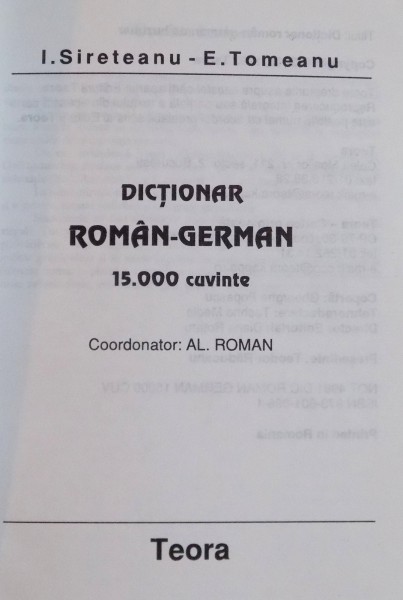 I.Sireteanu - E.Tomeanu
DICȚIONAR
ROMÂN-GERMAN
15.000 cuvinte
Coordonator: AL. ROMAN
Teora